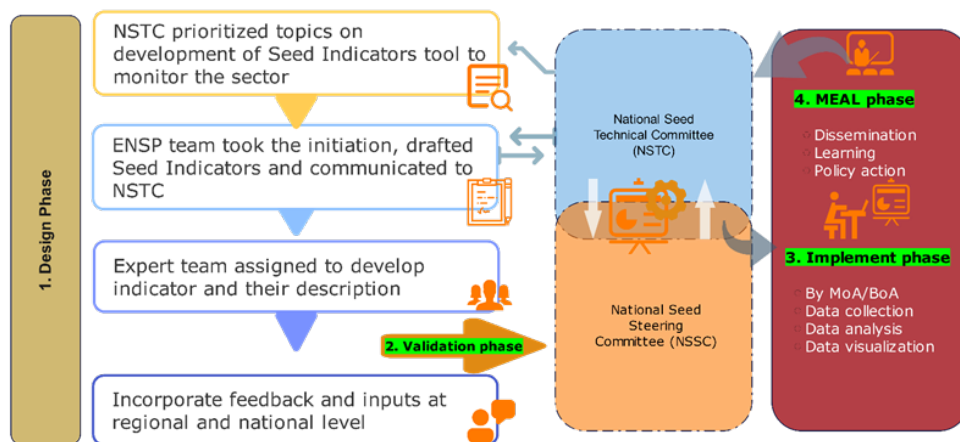 1. Design Phase
NSTC prioritized topics on
development of Seed Indicators tool to
monitor the sector
ENSP team took the initiation, drafted
Seed Indicators and communicated to
NSTC
Expert team assigned to develop
indicator and their description
Incorporate feedback and inputs at
regional and national level
2. Validation phase
National Seed
Technical Committee
(NSTC)
National Seed
Steering
Committee (NSSC)
4. MEAL phase
Dissemination
Learning
Policy action
3. Implement phase
By MoA/BoA
Data collection
Data analysis
Data visualization